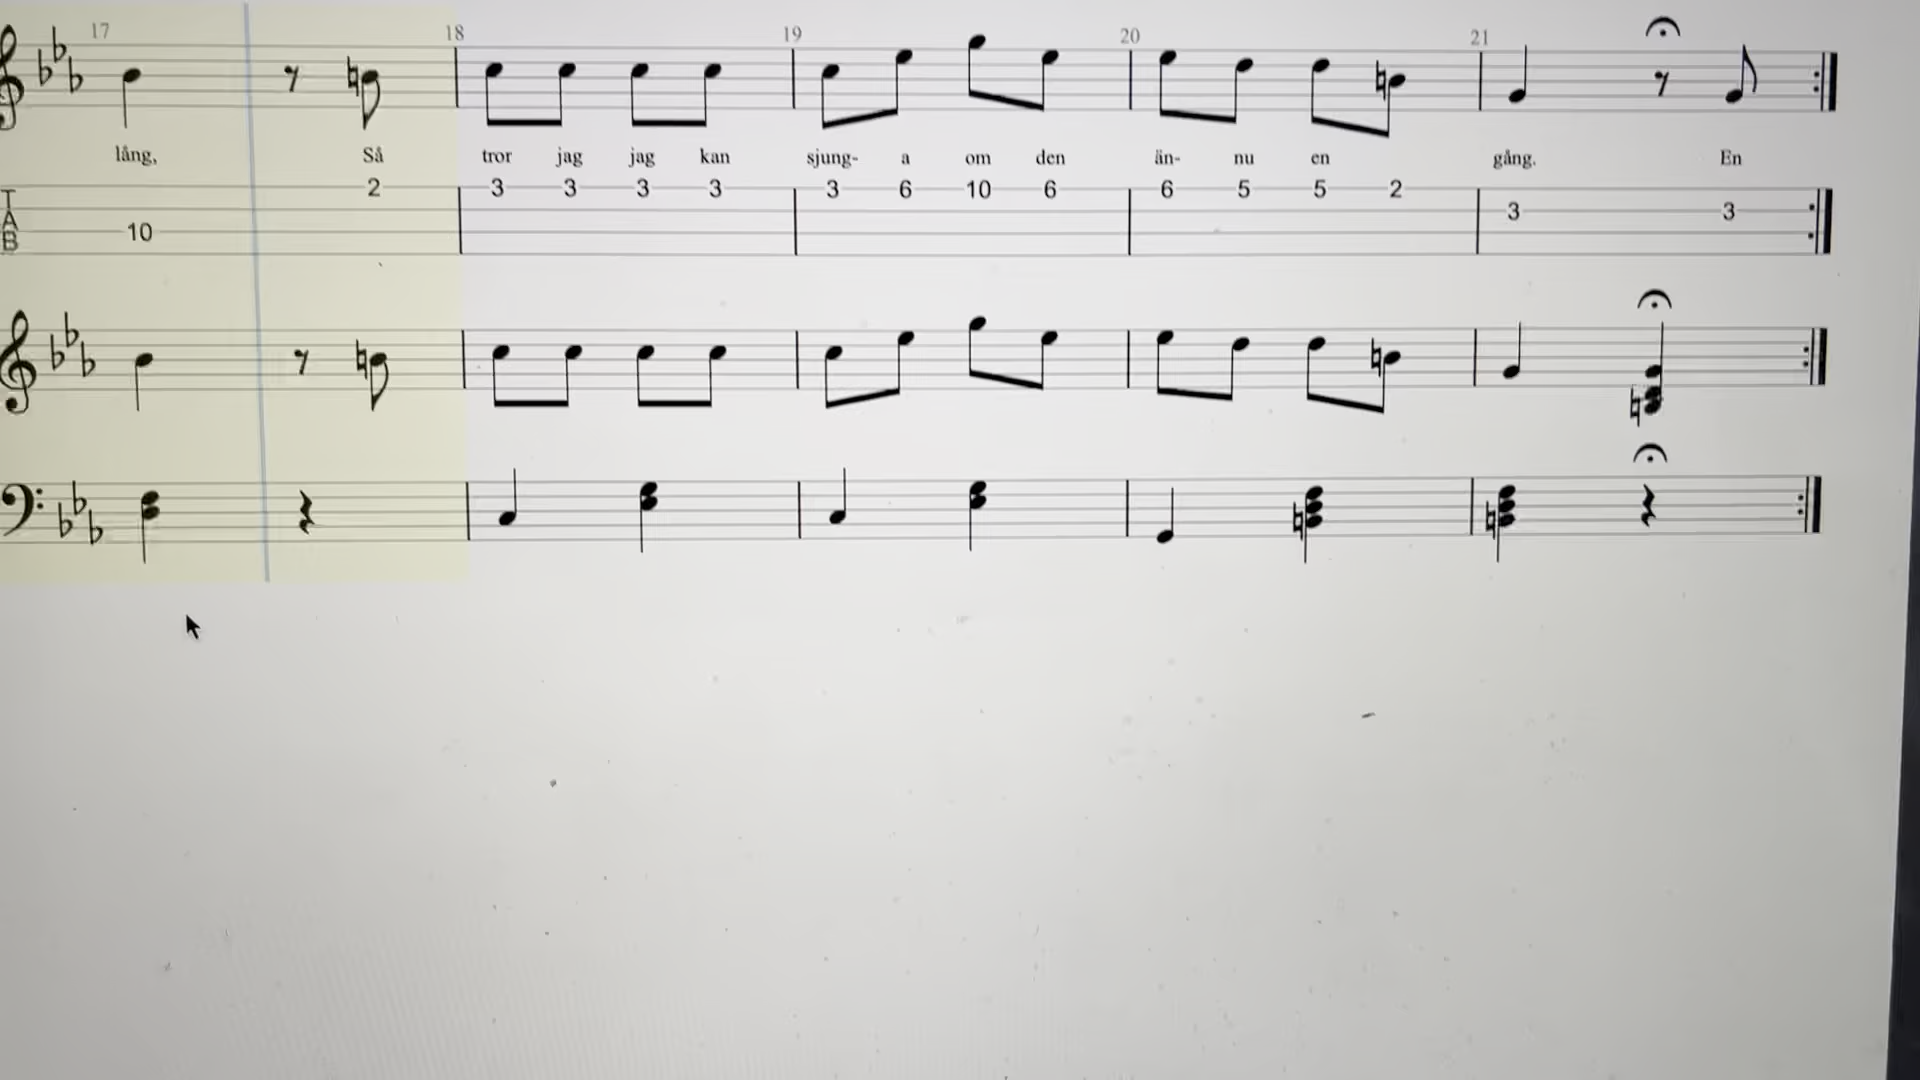 17 18 19 20 21
lång, Så tror jag jag kan sjung- a om den än- nu en gång. En
T 2 3 3 3 3 3 6 10 6 6 5 5 2
A 3 3
B 10